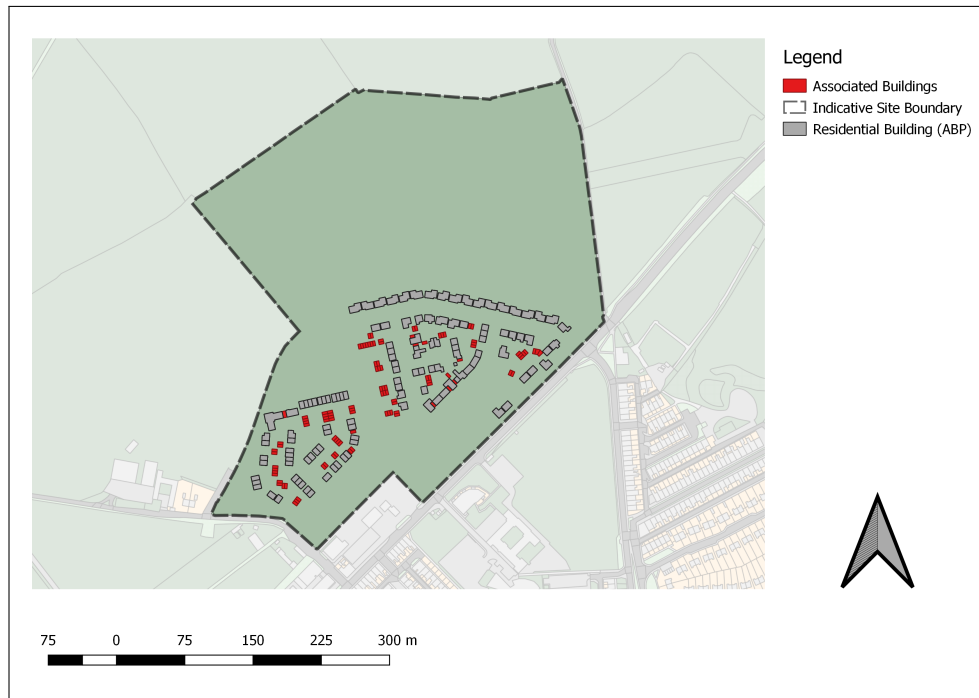 Legend
Associated Buildings
Indicative Site Boundary
Residential Building (ABP)
75 0 75 150 225 300 m